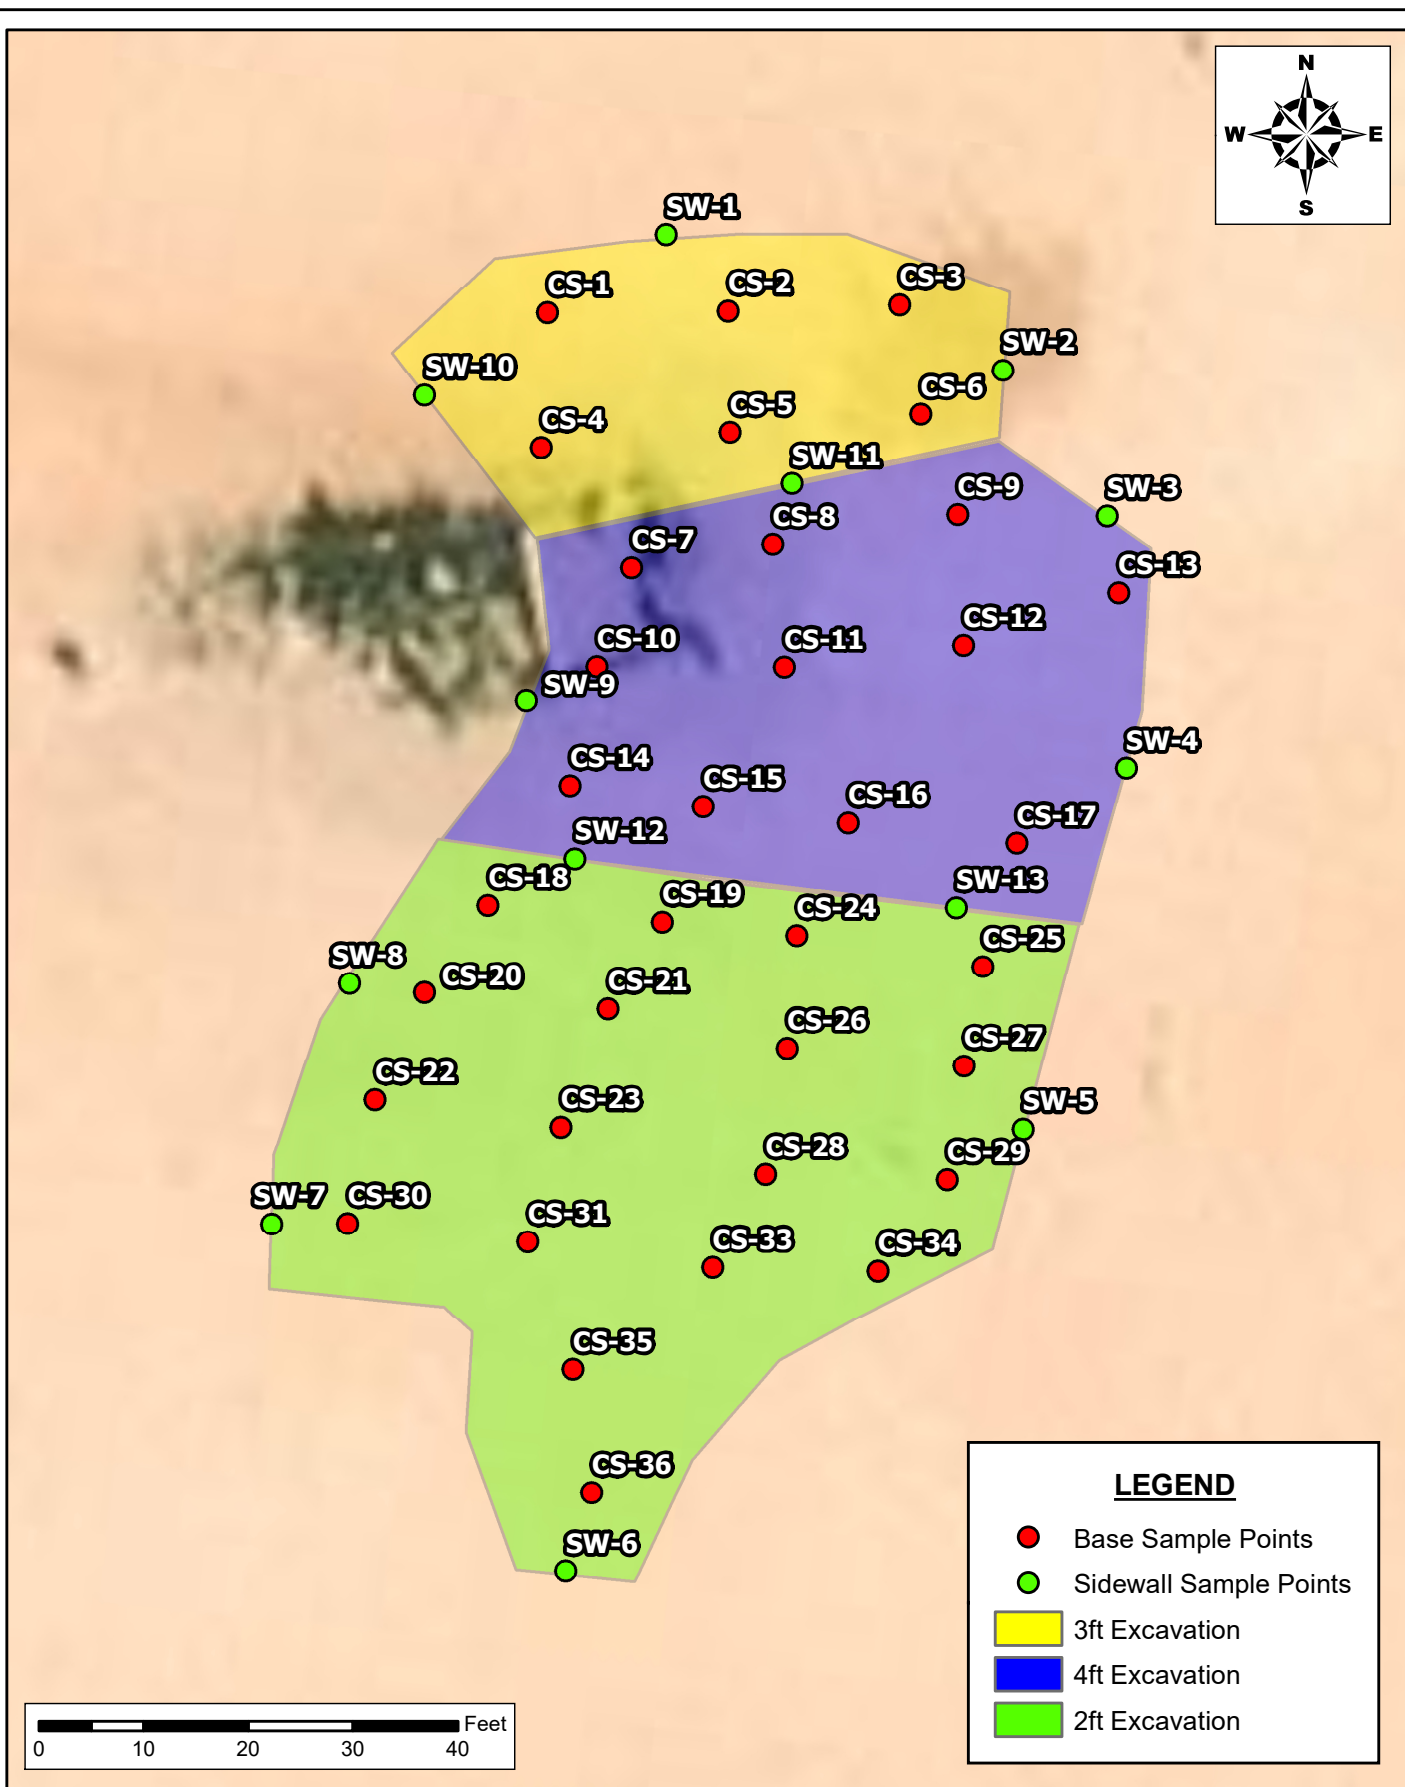 N
W E
S
SW-1
CS-1
CS-2
CS-3
SW-2
SW-10
CS-4
CS-5
CS-6
SW-11
CS-7
CS-8
CS-9
SW-3
CS-13
CS-10
CS-11
CS-12
SW-9
SW-4
CS-14
CS-15
CS-16
CS-17
SW-12
CS-18
CS-19
CS-24
SW-13
CS-25
SW-8
CS-20
CS-21
CS-26
CS-27
CS-22
CS-23
SW-5
CS-28
CS-29
SW-7
CS-30
CS-31
CS-33
CS-34
CS-35
CS-36
SW-6
LEGEND
Base Sample Points
Sidewall Sample Points
3ft Excavation
4ft Excavation
2ft Excavation
Feet
0 10 20 30 40